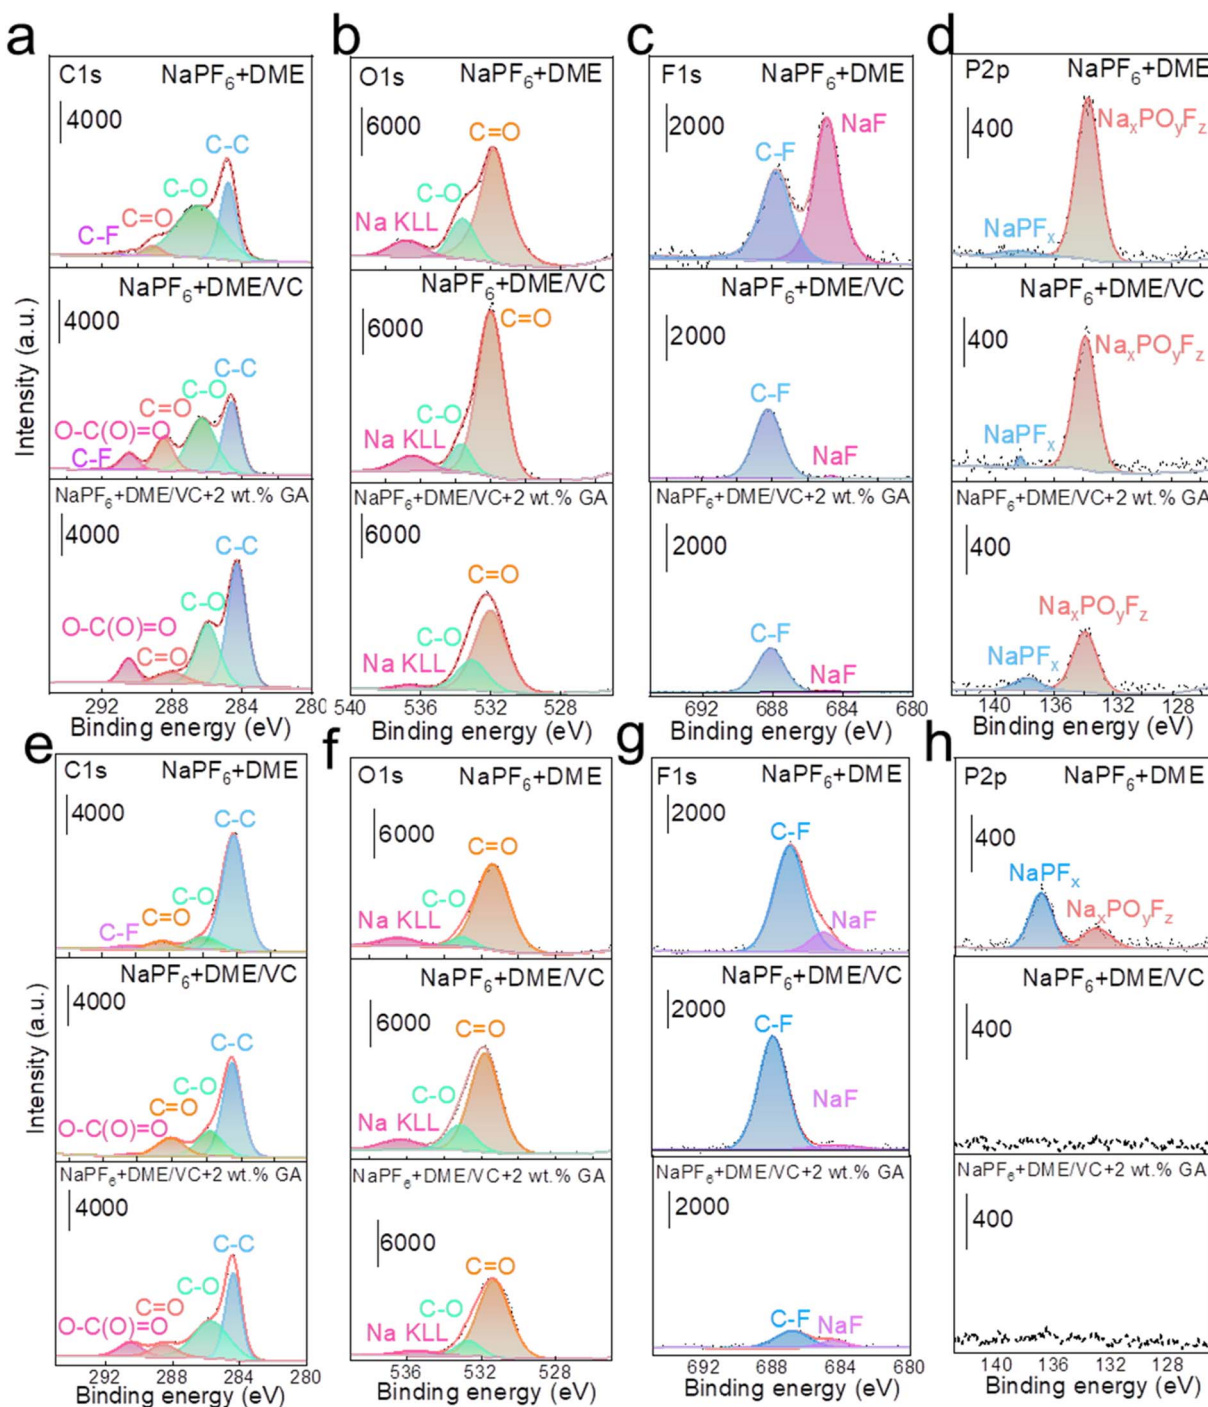 a
C1s NaPF6+DME
4000
C-C
C-O
C=O
C-F
NaPF6+DME/VC
4000
C-C
C-O
C=O
O-C(O)=O
C-F
NaPF6+DME/VC+2 wt.% GA
4000
C-C
C-O
O-C(O)=O
C=O
292 288 284 280
Binding energy (eV)
Intensity (a.u.)
b
O1s NaPF6+DME
6000
C=O
C-O
Na KLL
NaPF6+DME/VC
6000
C=O
C-O
Na KLL
NaPF6+DME/VC+2 wt.% GA
6000
C=O
C-O
Na KLL
540 536 532 528
Binding energy (eV)
c
F1s NaPF6+DME
2000
NaF
C-F
NaPF6+DME/VC
2000
C-F
NaF
NaPF6+DME/VC+2 wt.% GA
2000
C-F
NaF
692 688 684 680
Binding energy (eV)
d
P2p NaPF6+DME
400
NaxPOyFz
NaPFx
NaPF6+DME/VC
400
NaxPOyFz
NaPFx
NaPF6+DME/VC+2 wt.% GA
400
NaxPOyFz
NaPFx
140 136 132 128
Binding energy (eV)
e
C1s NaPF6+DME
4000
C-C
C-O
C=O
C-F
NaPF6+DME/VC
4000
C-C
C-O
C=O
O-C(O)=O
NaPF6+DME/VC+2 wt.% GA
4000
C-C
C-O
C=O
O-C(O)=O
292 288 284 280
Binding energy (eV)
Intensity (a.u.)
f
O1s NaPF6+DME
6000
C=O
C-O
Na KLL
NaPF6+DME/VC
6000
C=O
C-O
Na KLL
NaPF6+DME/VC+2 wt.% GA
6000
C=O
C-O
Na KLL
536 532 528
Binding energy (eV)
g
F1s NaPF6+DME
2000
C-F
NaF
NaPF6+DME/VC
2000
C-F
NaF
NaPF6+DME/VC+2 wt.% GA
2000
C-F
NaF
692 688 684 680
Binding energy (eV)
h
P2p NaPF6+DME
400
NaPFx
NaxPOyFz
NaPF6+DME/VC
400
NaPF6+DME/VC+2 wt.% GA
400
140 136 132 128
Binding energy (eV)